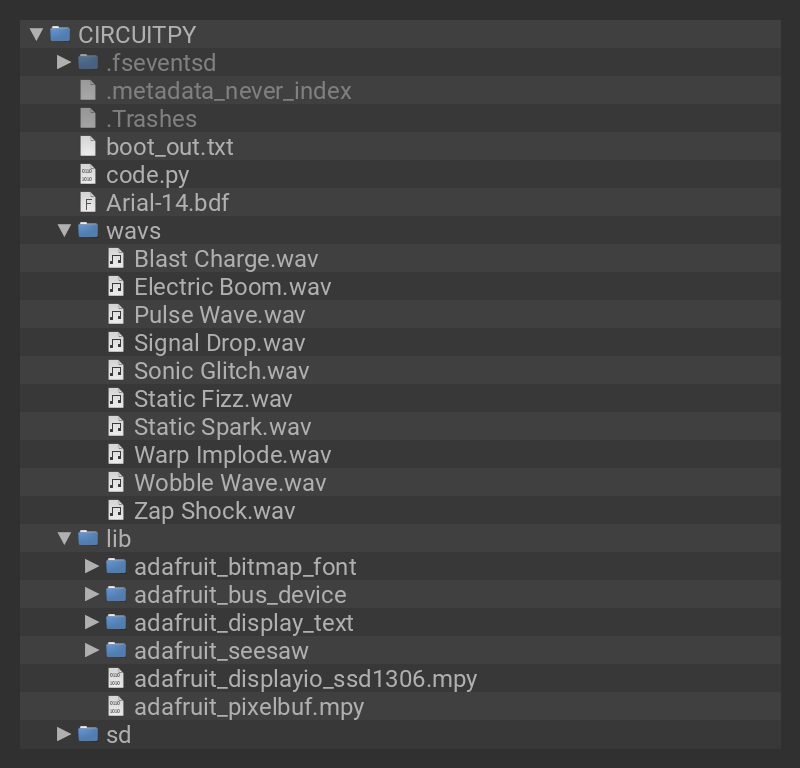 CIRCUITPY
.fseventsd
.metadata_never_index
.Trashes
boot_out.txt
code.py
Arial-14.bdf
wavs
Blast Charge.wav
Electric Boom.wav
Pulse Wave.wav
Signal Drop.wav
Sonic Glitch.wav
Static Fizz.wav
Static Spark.wav
Warp Implode.wav
Wobble Wave.wav
Zap Shock.wav
lib
adafruit_bitmap_font
adafruit_bus_device
adafruit_display_text
adafruit_seesaw
adafruit_displayio_ssd1306.mpy
adafruit_pixelbuf.mpy
sd